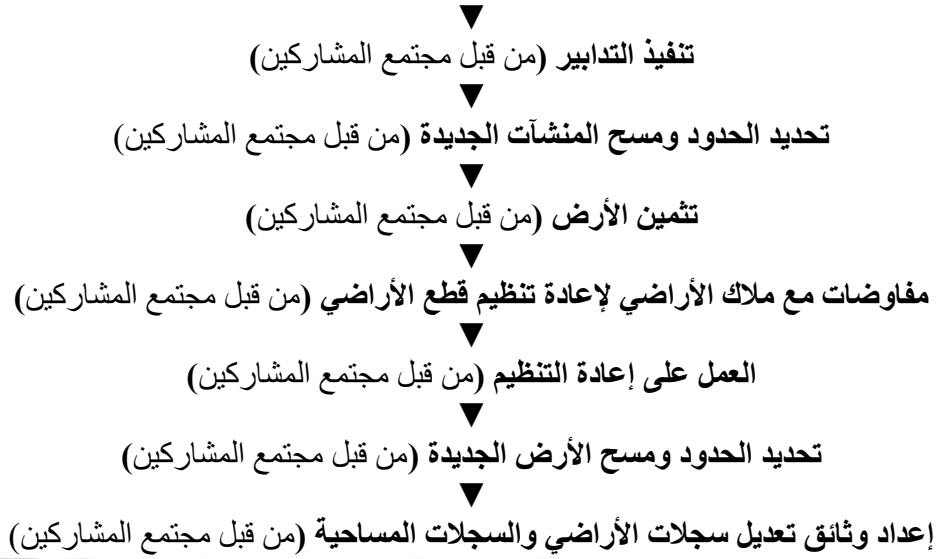 تنفيذ التدابير (من قبل مجتمع المشاركين)
تحديد الحدود ومسح المنشآت الجديدة (من قبل مجتمع المشاركين)
تثمين الأرض (من قبل مجتمع المشاركين)
مفاوضات مع ملاك الأراضي لإعادة تنظيم قطع الأراضي (من قبل مجتمع المشاركين)
العمل على إعادة التنظيم (من قبل مجتمع المشاركين)
تحديد الحدود ومسح الأرض الجديدة (من قبل مجتمع المشاركين)
إعداد وثائق تعديل سجلات الأراضي والسجلات المساحية (من قبل مجتمع المشاركين)